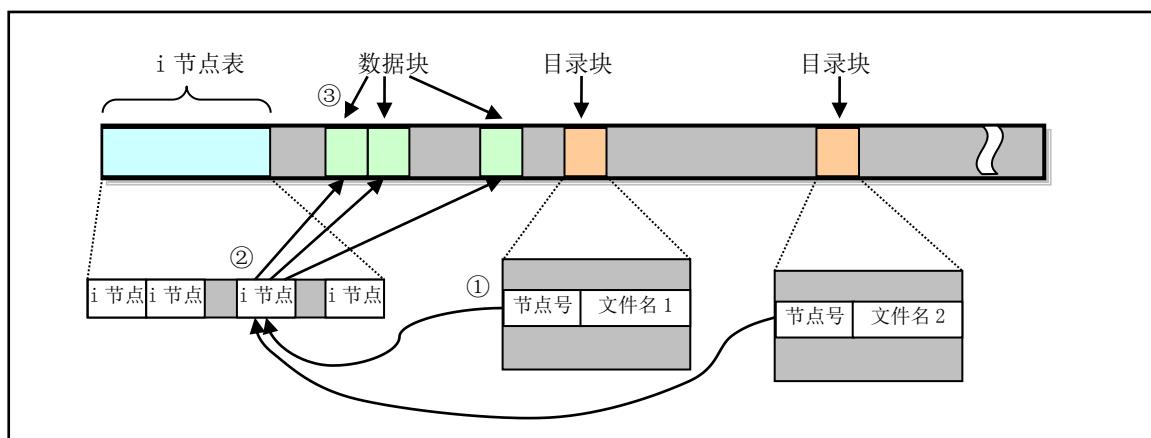 i 节点表
数据块
目录块
目录块
③
②
①
i 节点
i 节点
i 节点
i 节点
节点号
文件名 1
节点号
文件名 2